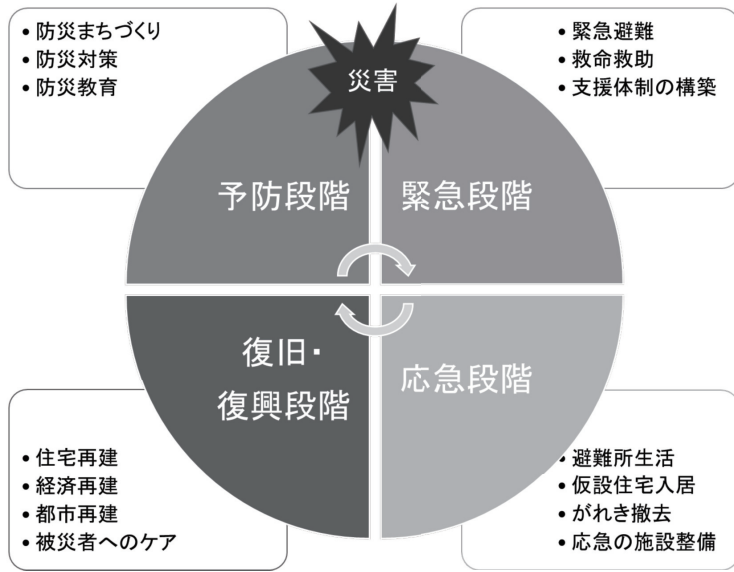 • 防災まちづくり
• 防災対策
• 防災教育
災害
• 緊急避難
• 救命救助
• 支援体制の構築
予防段階
緊急段階
復旧・
復興段階
応急段階
• 住宅再建
• 経済再建
• 都市再建
• 被災者へのケア
• 避難所生活
• 仮設住宅入居
• がれき撤去
• 応急の施設整備